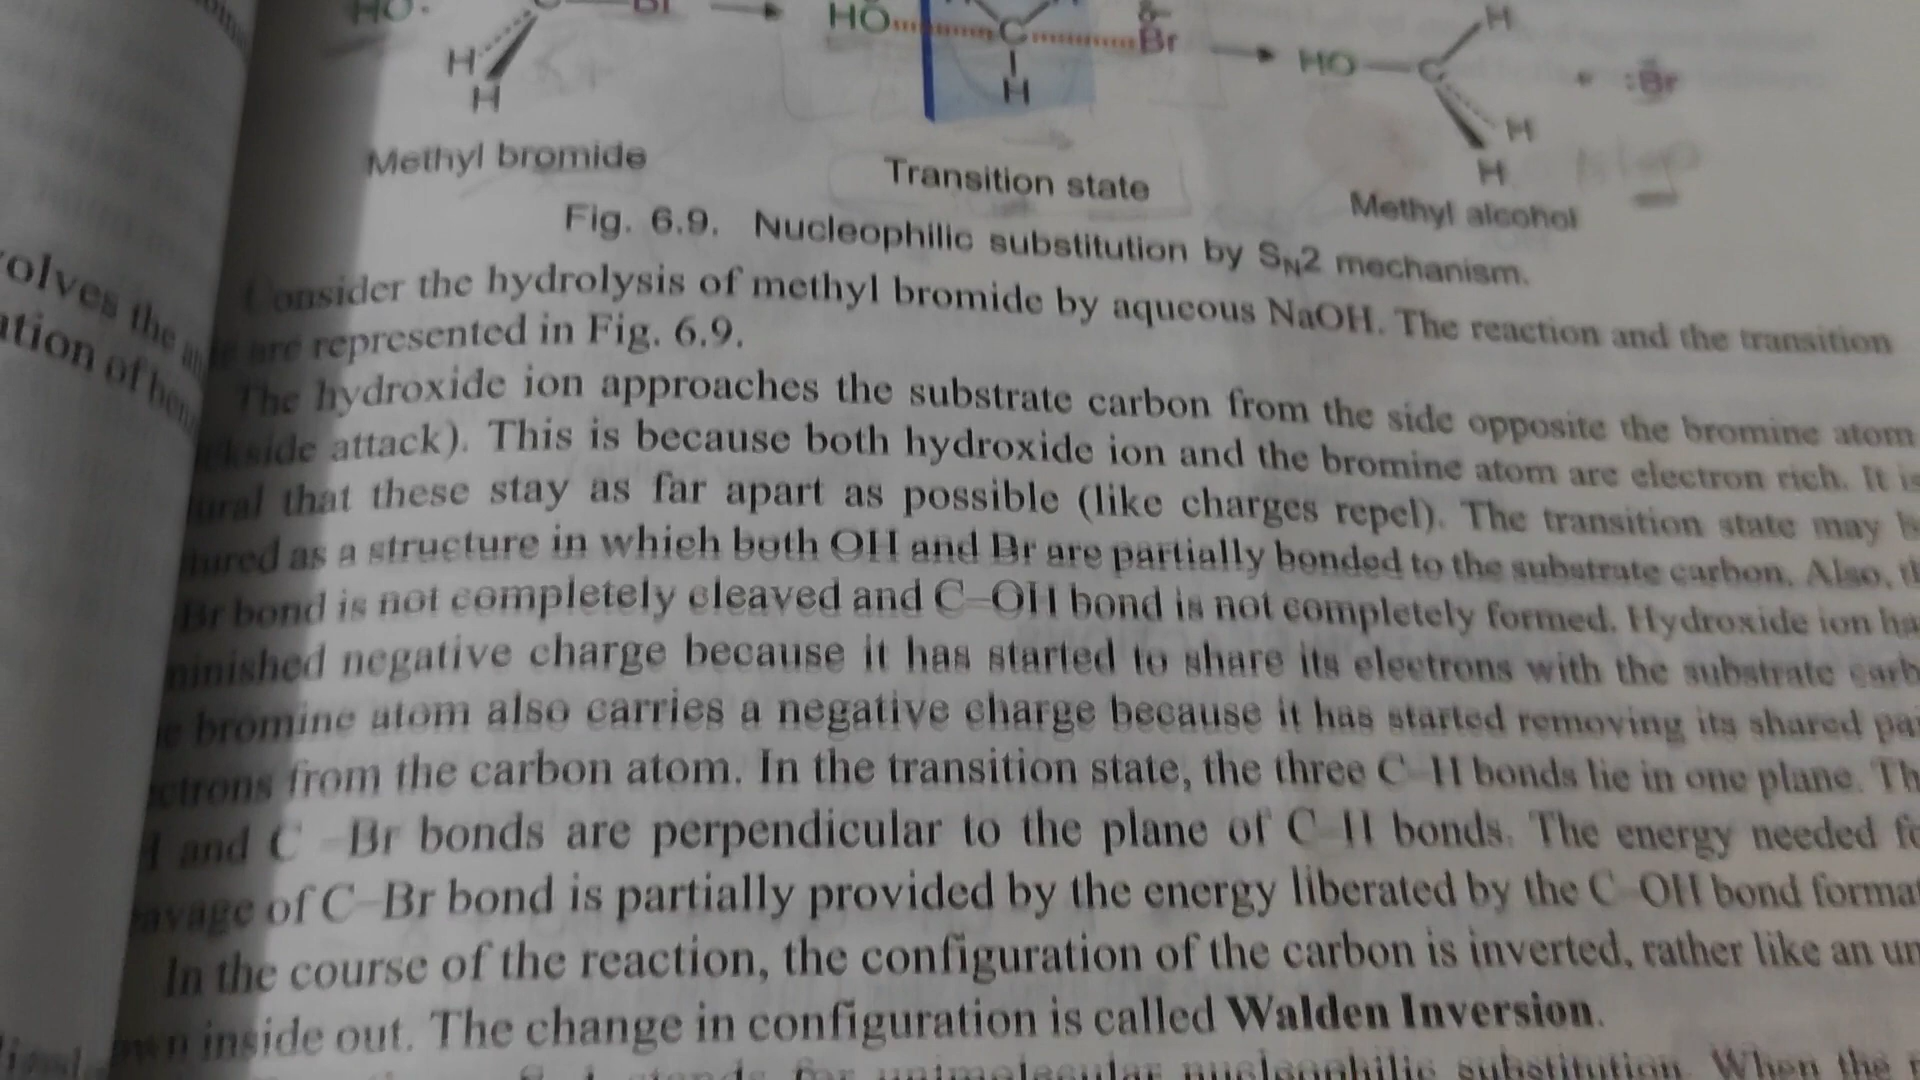 HO
Br
HO
C
Br
H
H
H
HO
C
H
H
H
:Br
Methyl bromide
Transition state
Methyl alcohol
Fig. 6.9. Nucleophilic substitution by SN2 mechanism.
Consider the hydrolysis of methyl bromide by aqueous NaOH. The reaction and the transition
are represented in Fig. 6.9.
The hydroxide ion approaches the substrate carbon from the side opposite the bromine atom
attack). This is because both hydroxide ion and the bromine atom are electron rich. It is
that these stay as far apart as possible (like charges repel). The transition state may
as a structure in which both OH and Br are partially bonded to the substrate carbon. Also,
Br bond is not completely cleaved and C–OH bond is not completely formed. Hydroxide ion
negative charge because it has started to share its electrons with the substrate
bromine atom also carries a negative charge because it has started removing its shared
from the carbon atom. In the transition state, the three C–H bonds lie in one plane.
and C–Br bonds are perpendicular to the plane of C–H bonds. The energy needed
of C–Br bond is partially provided by the energy liberated by the C–OH bond
In the course of the reaction, the configuration of the carbon is inverted, rather like an
inside out. The change in configuration is called Walden Inversion.
stands for unimolecular nucleophilic substitution. When the
olves the
ation of